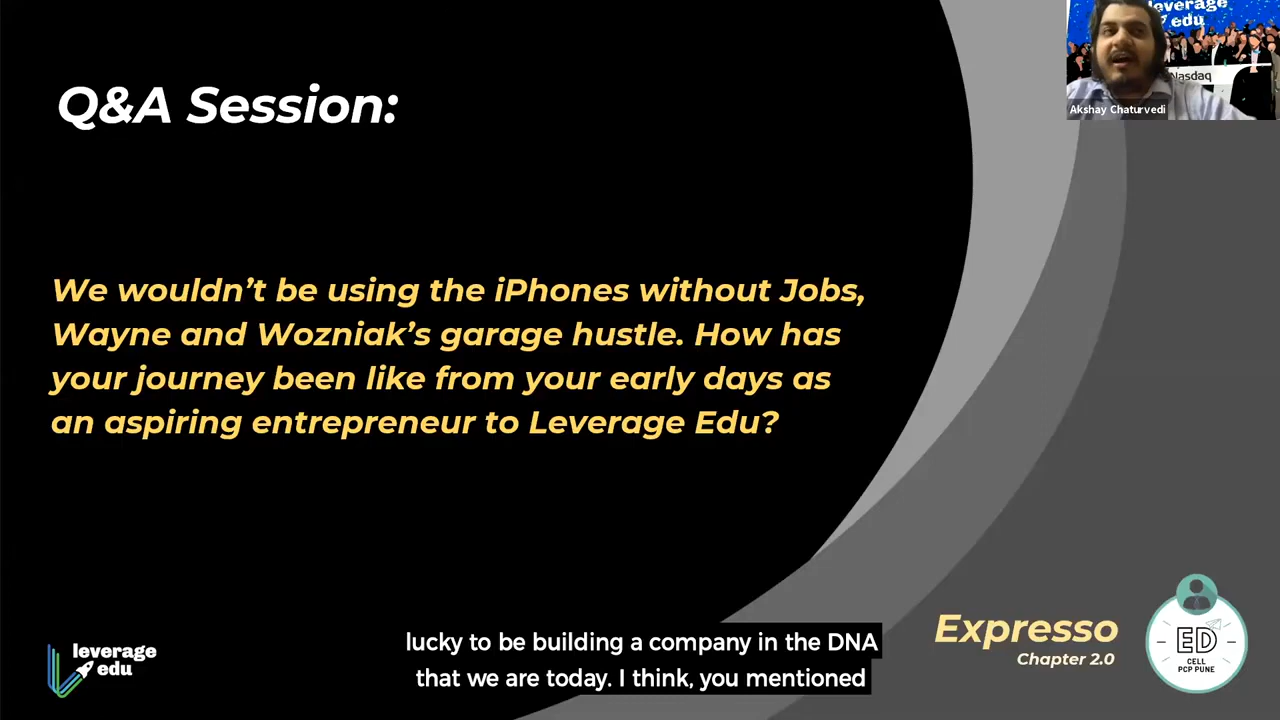 Q&A Session:
leverage
edu
Nasdaq
Akshay Chaturvedi
We wouldn't be using the iPhones without Jobs,
Wayne and Wozniak's garage hustle. How has
your journey been like from your early days as
an aspiring entrepreneur to Leverage Edu?
leverage
edu
lucky to be building a company in the DNA
that we are today. I think, you mentioned
Expresso
Chapter 2.0
ED
CELL
PCP PUNE